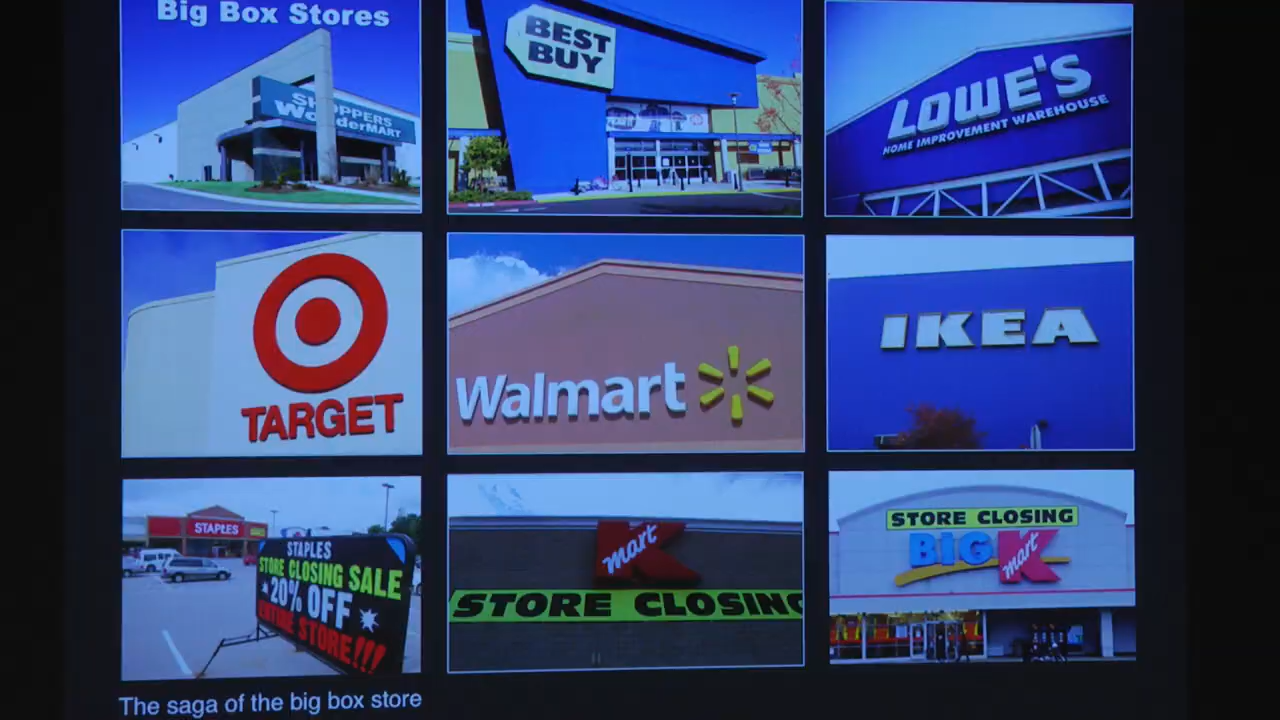 Big Box Stores
SHOPPERS
WonderMART
BEST
BUY
LOWE'S
HOME IMPROVEMENT WAREHOUSE
TARGET
Walmart
IKEA
STAPLES
STAPLES
STORE CLOSING SALE
20% OFF
ENTIRE STORE!!!
K mart
STORE CLOSING
STORE CLOSING
BIG K mart
The saga of the big box store